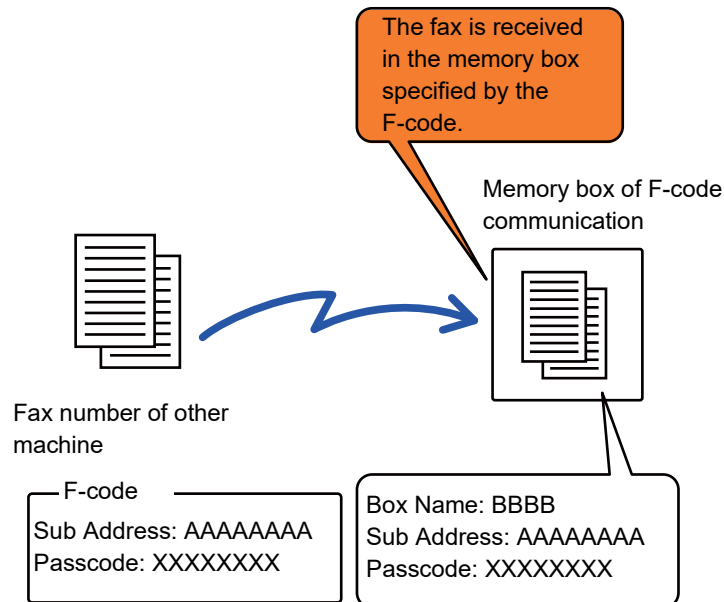 The fax is received
in the memory box
specified by the
F-code.
Memory box of F-code
communication
Fax number of other
machine
F-code
Sub Address: AAAAAAAA
Passcode: XXXXXXXX
Box Name: BBBB
Sub Address: AAAAAAAA
Passcode: XXXXXXXX